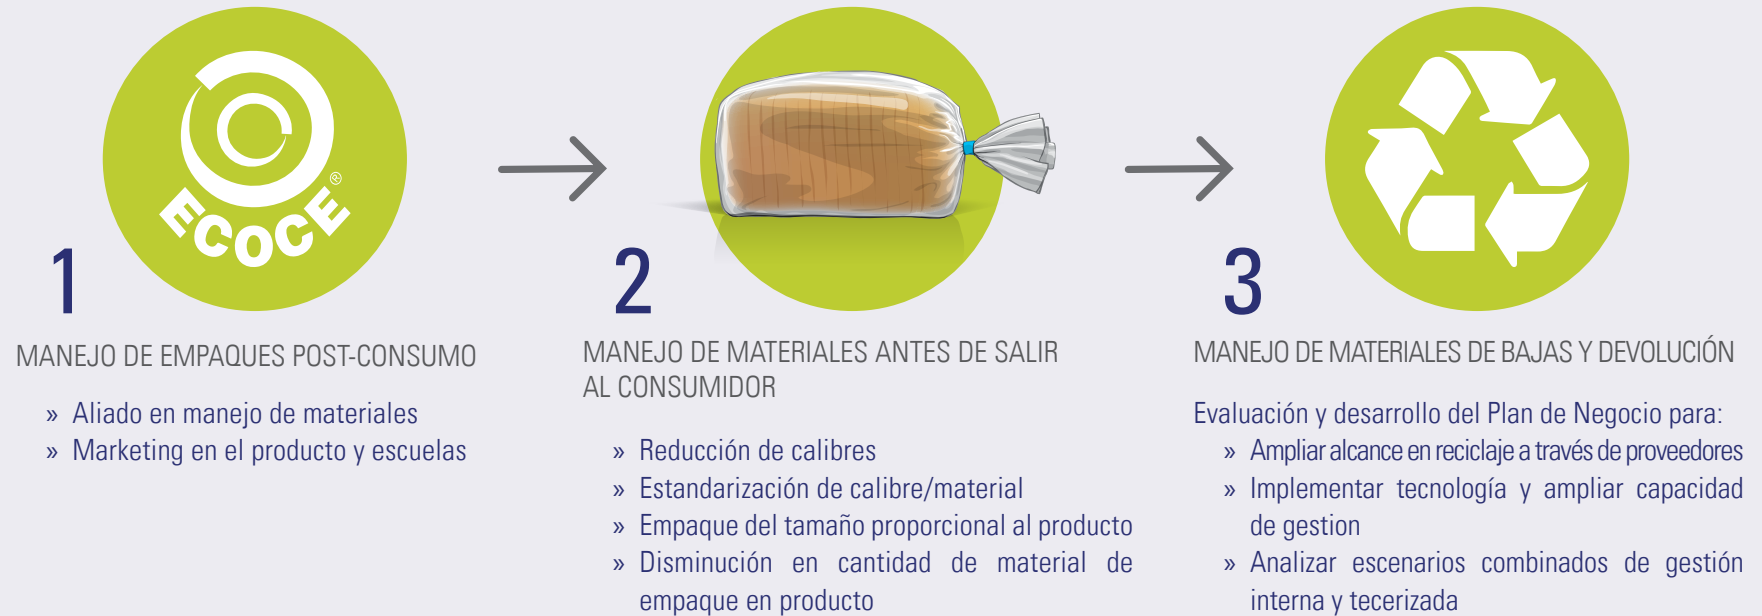 ECOCE®
1
MANEJO DE EMPAQUES POST-CONSUMO
» Aliado en manejo de materiales
» Marketing en el producto y escuelas
2
MANEJO DE MATERIALES ANTES DE SALIR
AL CONSUMIDOR
» Reducción de calibres
» Estandarización de calibre/material
» Empaque del tamaño proporcional al producto
» Disminución en cantidad de material de
empaque en producto
3
MANEJO DE MATERIALES DE BAJAS Y DEVOLUCIÓN
Evaluación y desarrollo del Plan de Negocio para:
» Ampliar alcance en reciclaje a través de proveedores
» Implementar tecnología y ampliar capacidad
de gestion
» Analizar escenarios combinados de gestión
interna y tecerizada